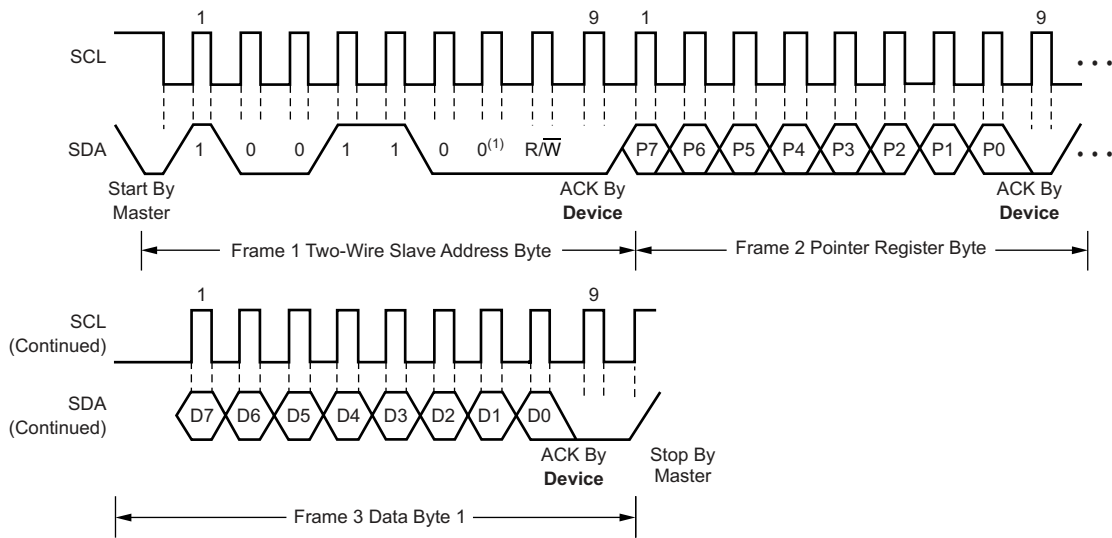 1 9 1 9
SCL • • •
SDA 1 0 0 1 1 0 0(1) R/W̅ P7 P6 P5 P4 P3 P2 P1 P0 • • •
Start By ACK By ACK By
Master Device Device
Frame 1 Two-Wire Slave Address Byte Frame 2 Pointer Register Byte
1 9
SCL
(Continued)
SDA D7 D6 D5 D4 D3 D2 D1 D0
(Continued)
ACK By Stop By
Device Master
Frame 3 Data Byte 1